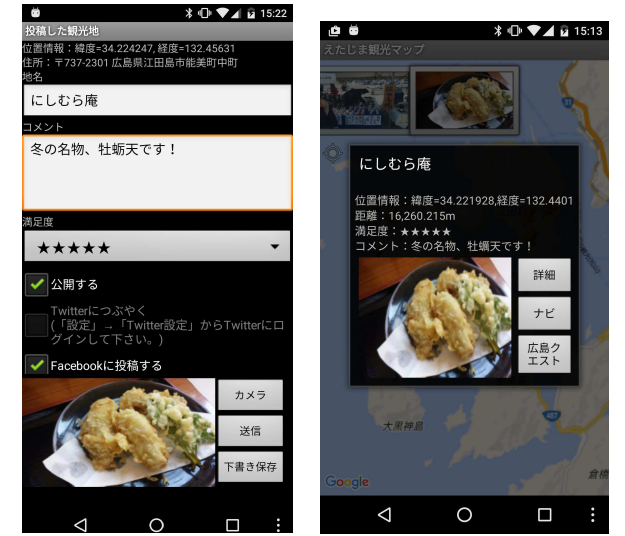 15:22
投稿した観光地
位置情報：緯度=34.224247, 経度=132.45631
住所：〒737-2301 広島県江田島市能美町中町
地名
にしむら庵
コメント
冬の名物、牡蛎天です！
満足度
★★★★★
公開する
Twitterにつぶやく
(「設定」→「Twitter設定」からTwitterにロ
グインして下さい。)
Facebookに投稿する
カメラ
送信
下書き保存
15:13
えたじま観光マップ
にしむら庵
位置情報：緯度=34.221928,経度=132.4401
距離：16,260.215m
満足度：★★★★★
コメント：冬の名物、牡蠣天です！
詳細
ナビ
広島ク
エスト
487
大黒神島
倉橋
Google